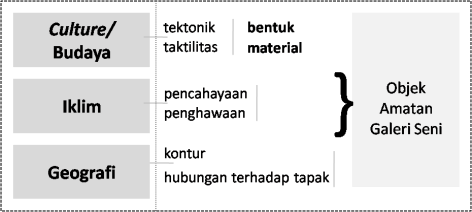 Culture/
Budaya
tektonik
taktilitas
bentuk
material
Iklim
pencahayaan
penghawaan
Geografi
kontur
hubungan terhadap tapak
Objek
Amatan
Galeri Seni